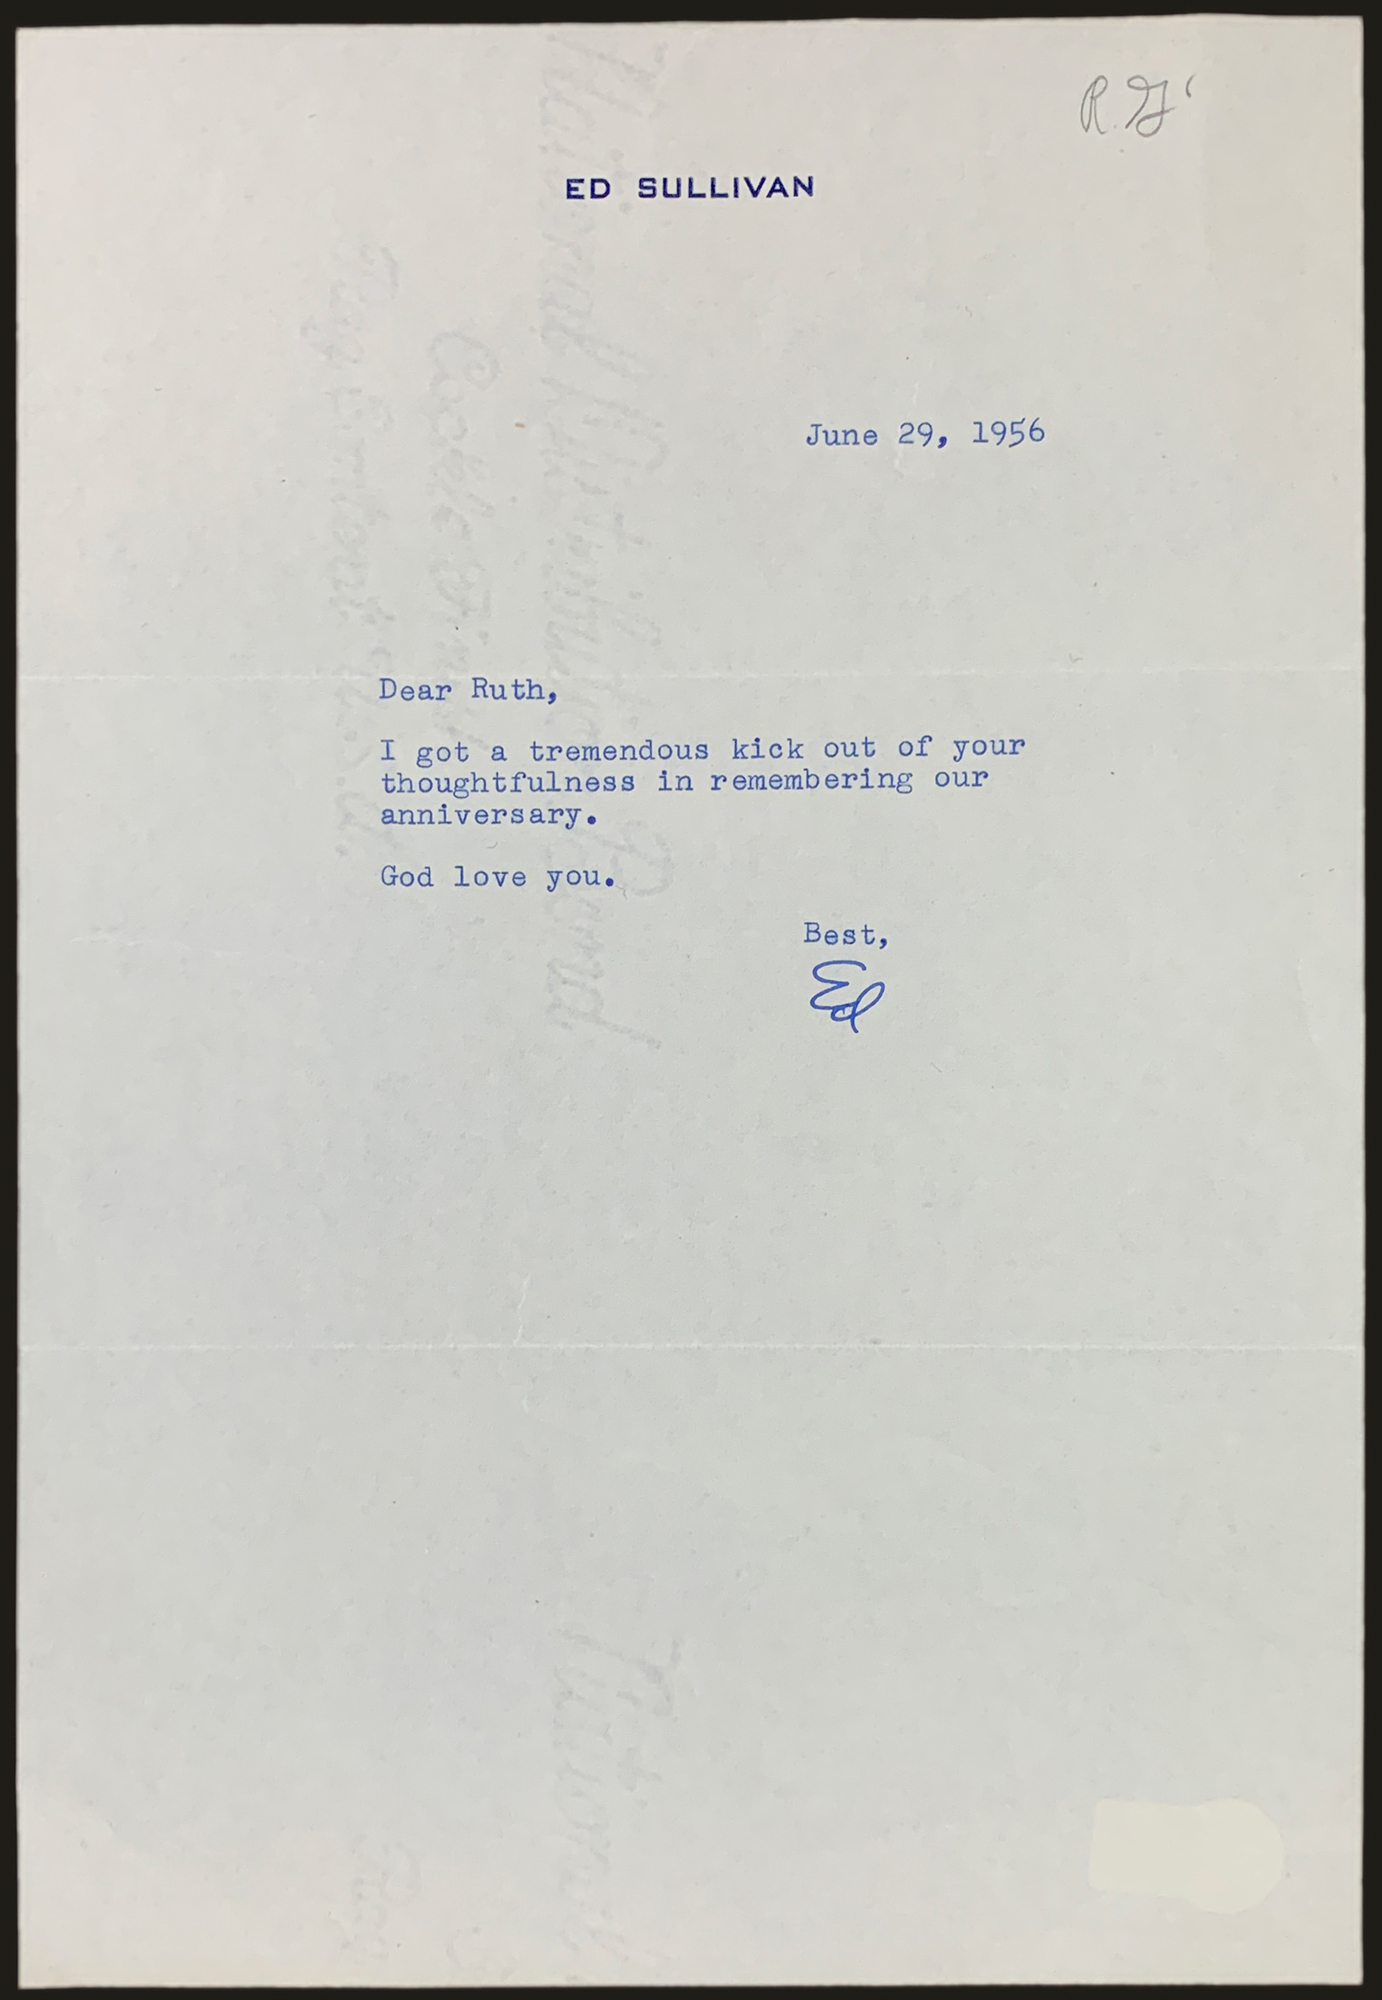 R.G'
ED SULLIVAN
June 29, 1956
Dear Ruth,
I got a tremendous kick out of your
thoughtfulness in remembering our
anniversary.
God love you.
Best,
Ed